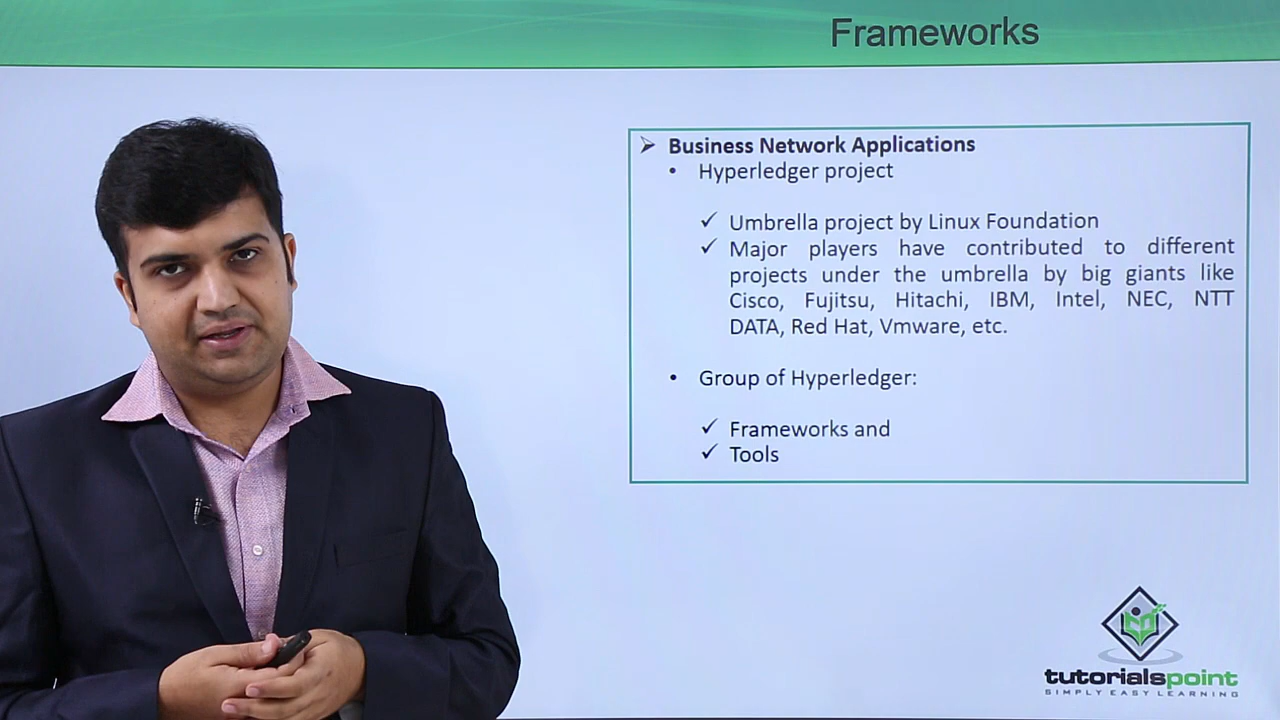 Frameworks
➢ Business Network Applications
• Hyperledger project
✓ Umbrella project by Linux Foundation
✓ Major players have contributed to different
projects under the umbrella by big giants like
Cisco, Fujitsu, Hitachi, IBM, Intel, NEC, NTT
DATA, Red Hat, Vmware, etc.
• Group of Hyperledger:
✓ Frameworks and
✓ Tools
tutorialspoint
SIMPLY EASY LEARNING